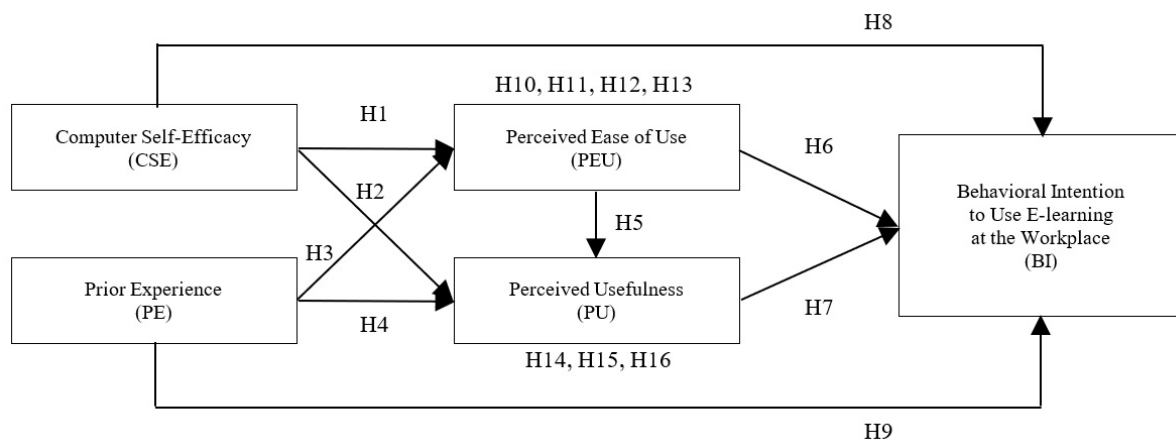 H8
H10, H11, H12, H13
H1
Computer Self-Efficacy
(CSE)
Perceived Ease of Use
(PEU)
H6
H2
Behavioral Intention
to Use E-learning
at the Workplace
(BI)
H5
H3
Prior Experience
(PE)
Perceived Usefulness
(PU)
H4
H7
H14, H15, H16
H9